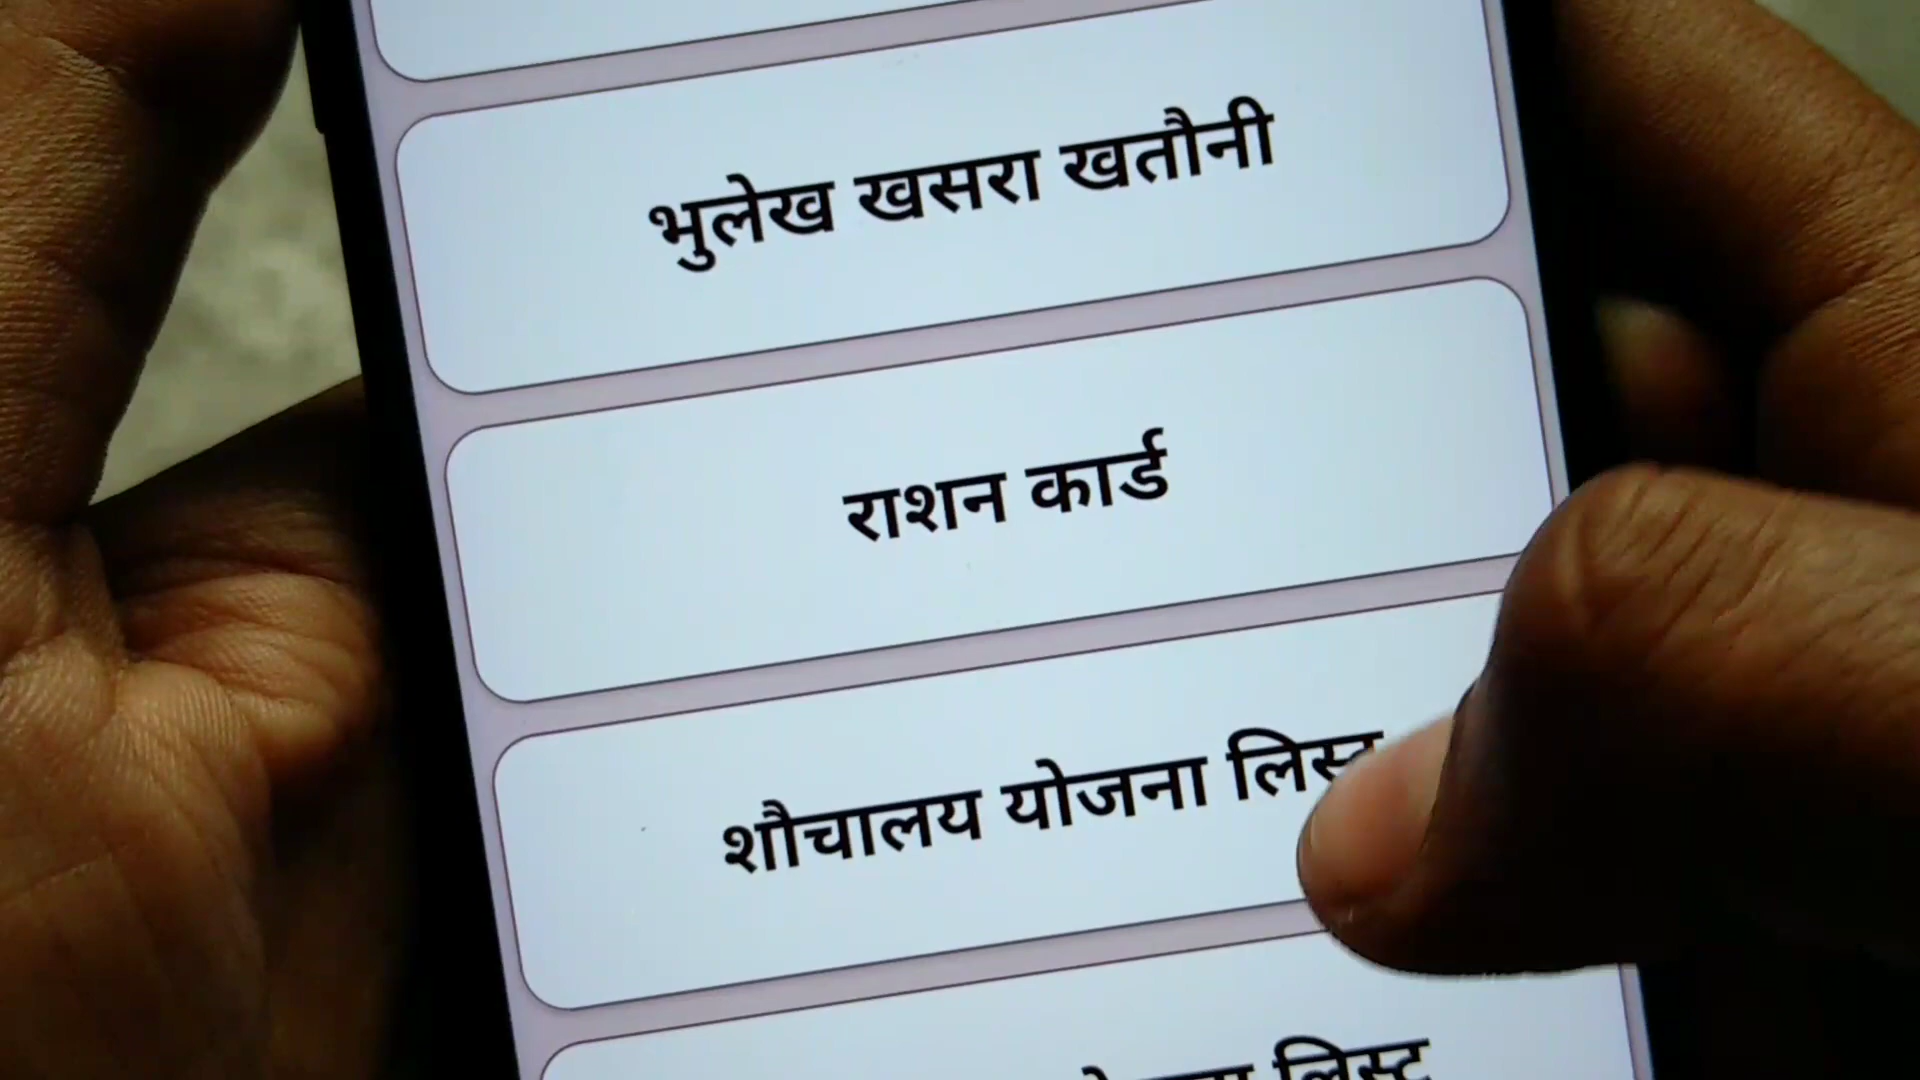 भुलेख खसरा खतौनी
राशन कार्ड
शौचालय योजना लिस्ट
लिस्ट